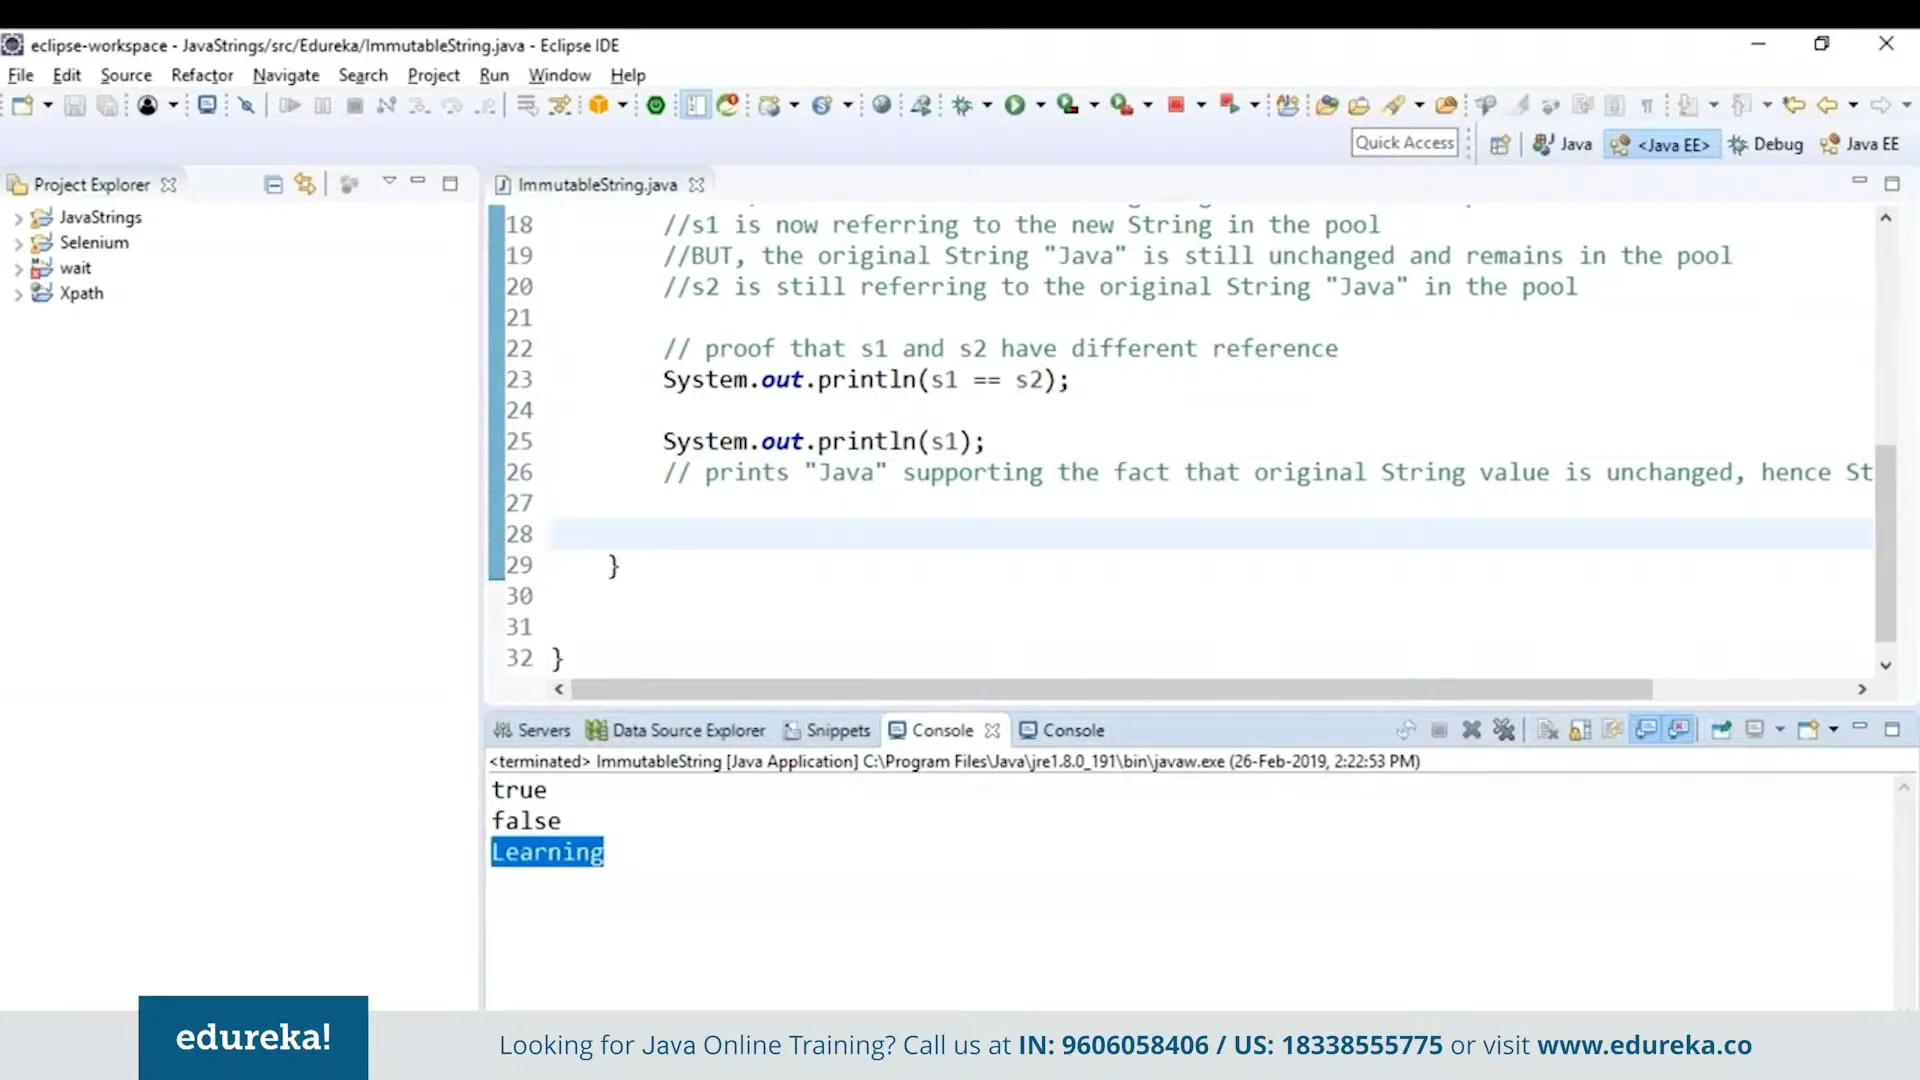 eclipse-workspace - JavaStrings/src/Edureka/ImmutableString.java - Eclipse IDE
File Edit Source Refactor Navigate Search Project Run Window Help
Quick Access Java <Java EE> Debug Java EE
Project Explorer
JavaStrings
Selenium
wait
Xpath
ImmutableString.java
18 //s1 is now referring to the new String in the pool
19 //BUT, the original String "Java" is still unchanged and remains in the pool
20 //s2 is still referring to the original String "Java" in the pool
21
22 // proof that s1 and s2 have different reference
23 System.out.println(s1 == s2);
24
25 System.out.println(s1);
26 // prints "Java" supporting the fact that original String value is unchanged, hence St
27
28
29 }
30
31
32 }
Servers Data Source Explorer Snippets Console Console
<terminated> ImmutableString [Java Application] C:\Program Files\Java\jre1.8.0_191\bin\javaw.exe (26-Feb-2019, 2:22:53 PM)
true
false
Learning
edureka!
Looking for Java Online Training? Call us at IN: 9606058406 / US: 18338555775 or visit www.edureka.co